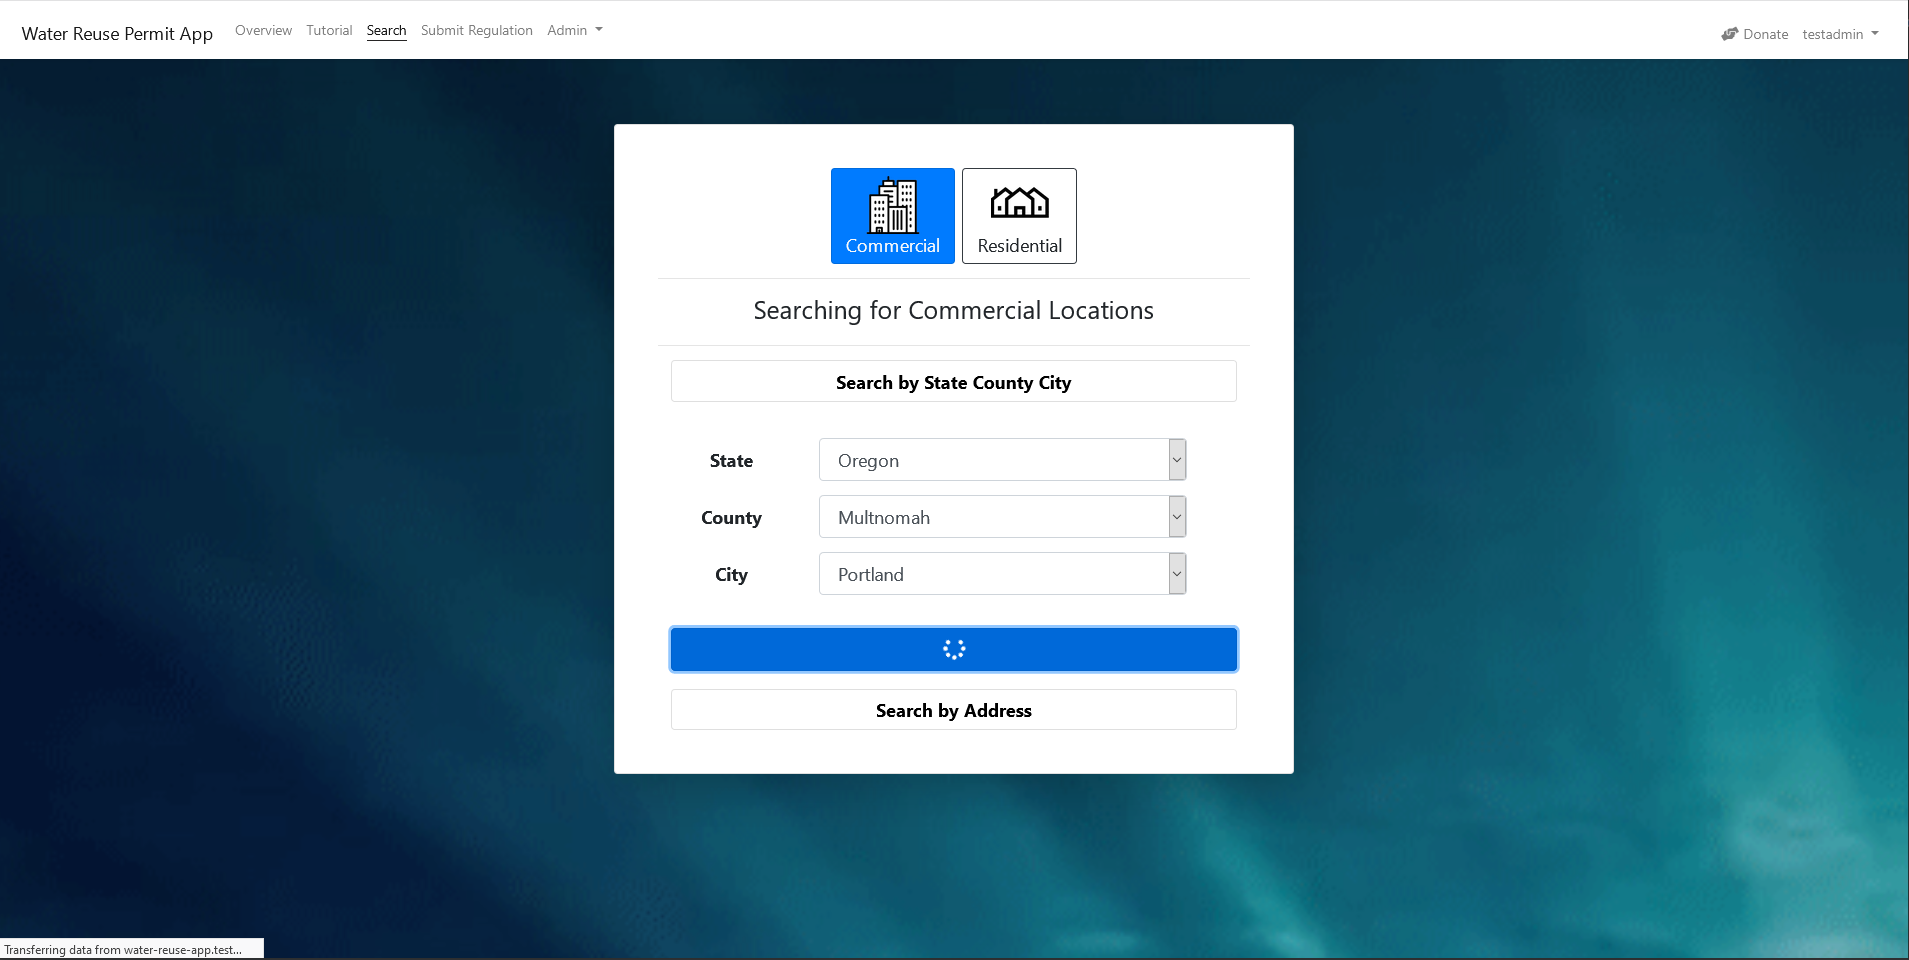 Water Reuse Permit App Overview Tutorial Search Submit Regulation Admin Donate testadmin
Commercial Residential
Searching for Commercial Locations
Search by State County City
State Oregon
County Multnomah
City Portland
Search by Address
Transferring data from water-reuse-app.test...